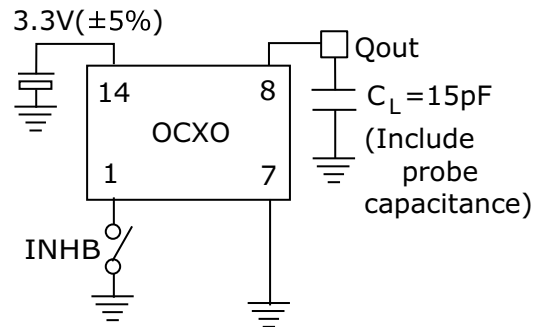 3.3V(±5%)
Qout
14
8
C_L=15pF
OCXO
(Include
probe
capacitance)
1
7
INHB